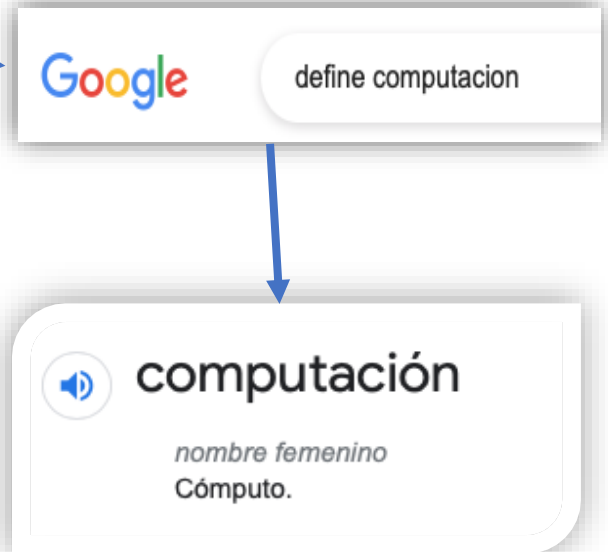 Google
define computacion
computación
nombre femenino
Cómputo.